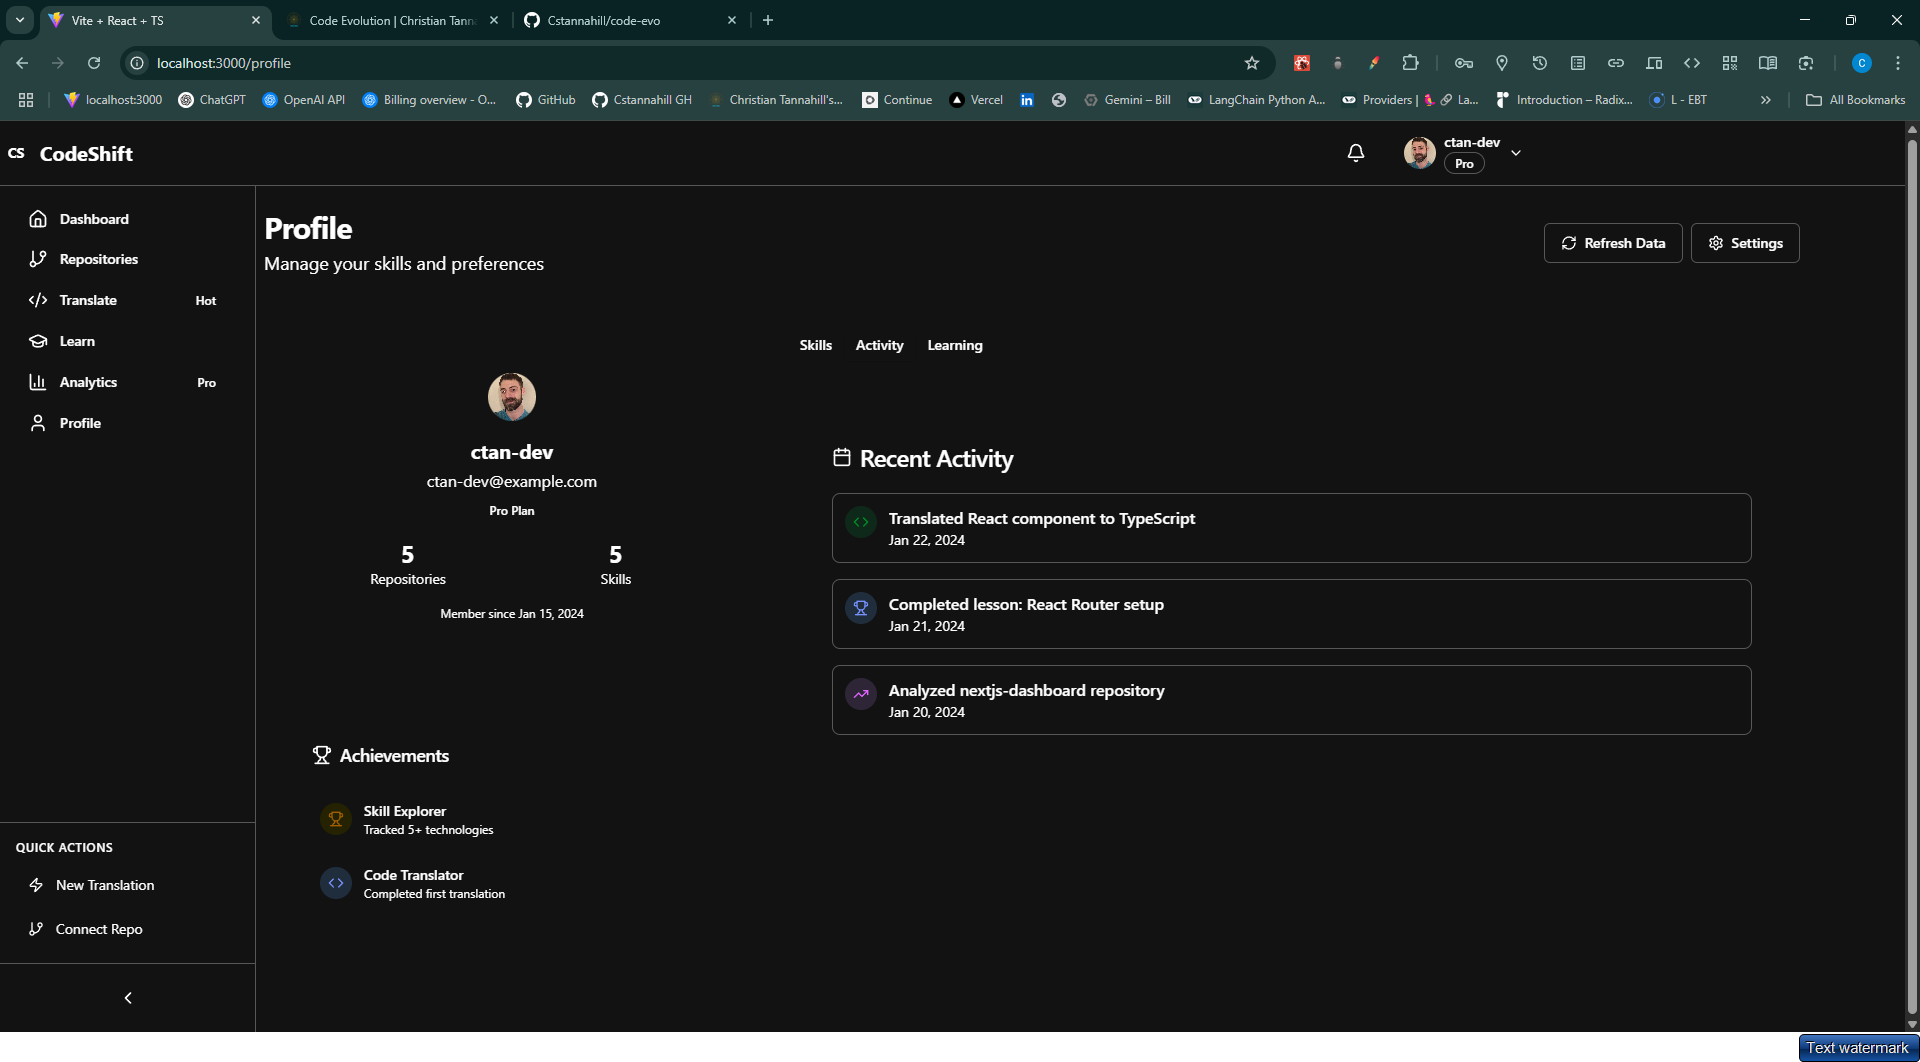 Vite + React + TS
Code Evolution | Christian Tann
Cstannahill/code-evo
localhost:3000/profile
C
localhost:3000
ChatGPT
OpenAI API
Billing overview - O...
GitHub
Cstannahill GH
Christian Tannahill's...
Continue
Vercel
in
Gemini – Bill
LangChain Python A...
Providers | 🦜🔗 La...
Introduction – Radix...
L - EBT
All Bookmarks
CS CodeShift
ctan-dev
Pro
Dashboard
Repositories
Translate Hot
Learn
Analytics Pro
Profile
QUICK ACTIONS
New Translation
Connect Repo
Profile
Manage your skills and preferences
Refresh Data
Settings
Skills Activity Learning
ctan-dev
ctan-dev@example.com
Pro Plan
5 5
Repositories Skills
Member since Jan 15, 2024
Achievements
Skill Explorer
Tracked 5+ technologies
Code Translator
Completed first translation
Recent Activity
Translated React component to TypeScript
Jan 22, 2024
Completed lesson: React Router setup
Jan 21, 2024
Analyzed nextjs-dashboard repository
Jan 20, 2024
Text watermark